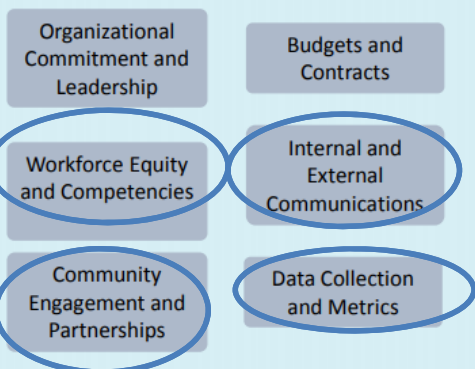 Organizational
Commitment and
Leadership
Budgets and
Contracts
Workforce Equity
and Competencies
Internal and
External
Communications
Community
Engagement and
Partnerships
Data Collection
and Metrics